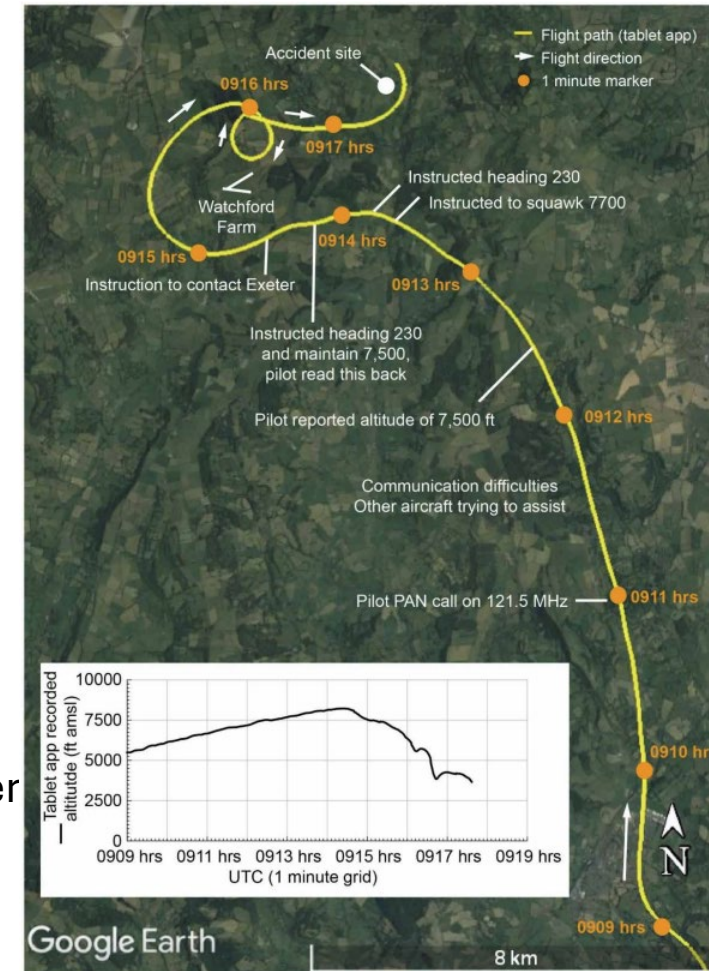 Flight path (tablet app)
Flight direction
1 minute marker
Accident site
0916 hrs
0917 hrs
Watchford
Farm
Instructed heading 230
Instructed to squawk 7700
0914 hrs
0915 hrs
Instruction to contact Exeter
0913 hrs
Instructed heading 230
and maintain 7,500,
pilot read this back
Pilot reported altitude of 7,500 ft
0912 hrs
Communication difficulties
Other aircraft trying to assist
Pilot PAN call on 121.5 MHz
0911 hrs
0910 hr
er
Tablet app recorded
altitutde (ft amsl)
10000
7500
5000
2500
0
0909 hrs 0911 hrs 0913 hrs 0915 hrs 0917 hrs 0919 hrs
UTC (1 minute grid)
N
0909 hrs
Google Earth
8 km